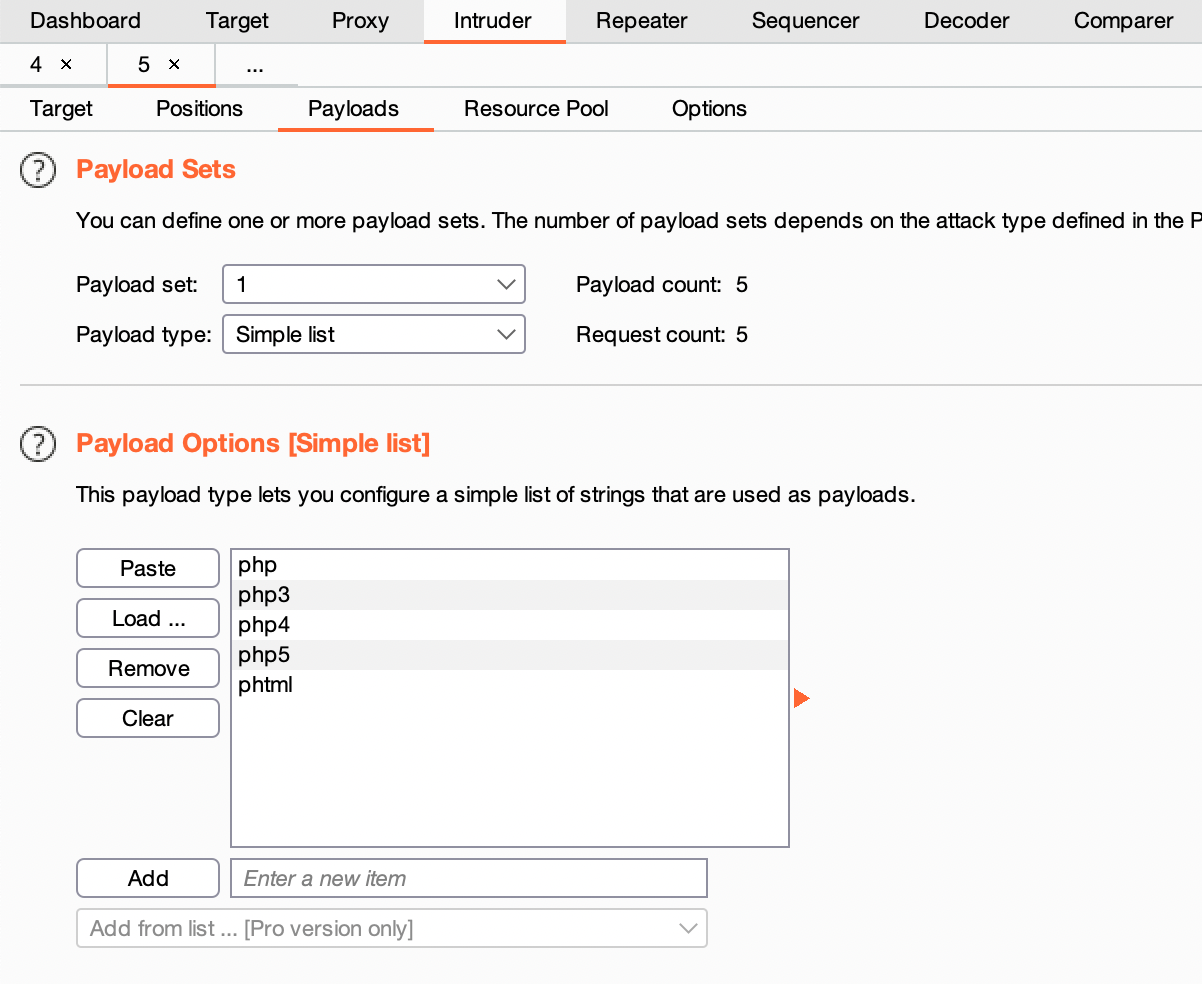 Dashboard Target Proxy Intruder Repeater Sequencer Decoder Comparer
4 × 5 × ...
Target Positions Payloads Resource Pool Options
? Payload Sets
You can define one or more payload sets. The number of payload sets depends on the attack type defined in the P
Payload set: 1 Payload count: 5
Payload type: Simple list Request count: 5
? Payload Options [Simple list]
This payload type lets you configure a simple list of strings that are used as payloads.
Paste
Load ...
Remove
Clear
php
php3
php4
php5
phtml
Add Enter a new item
Add from list ... [Pro version only]